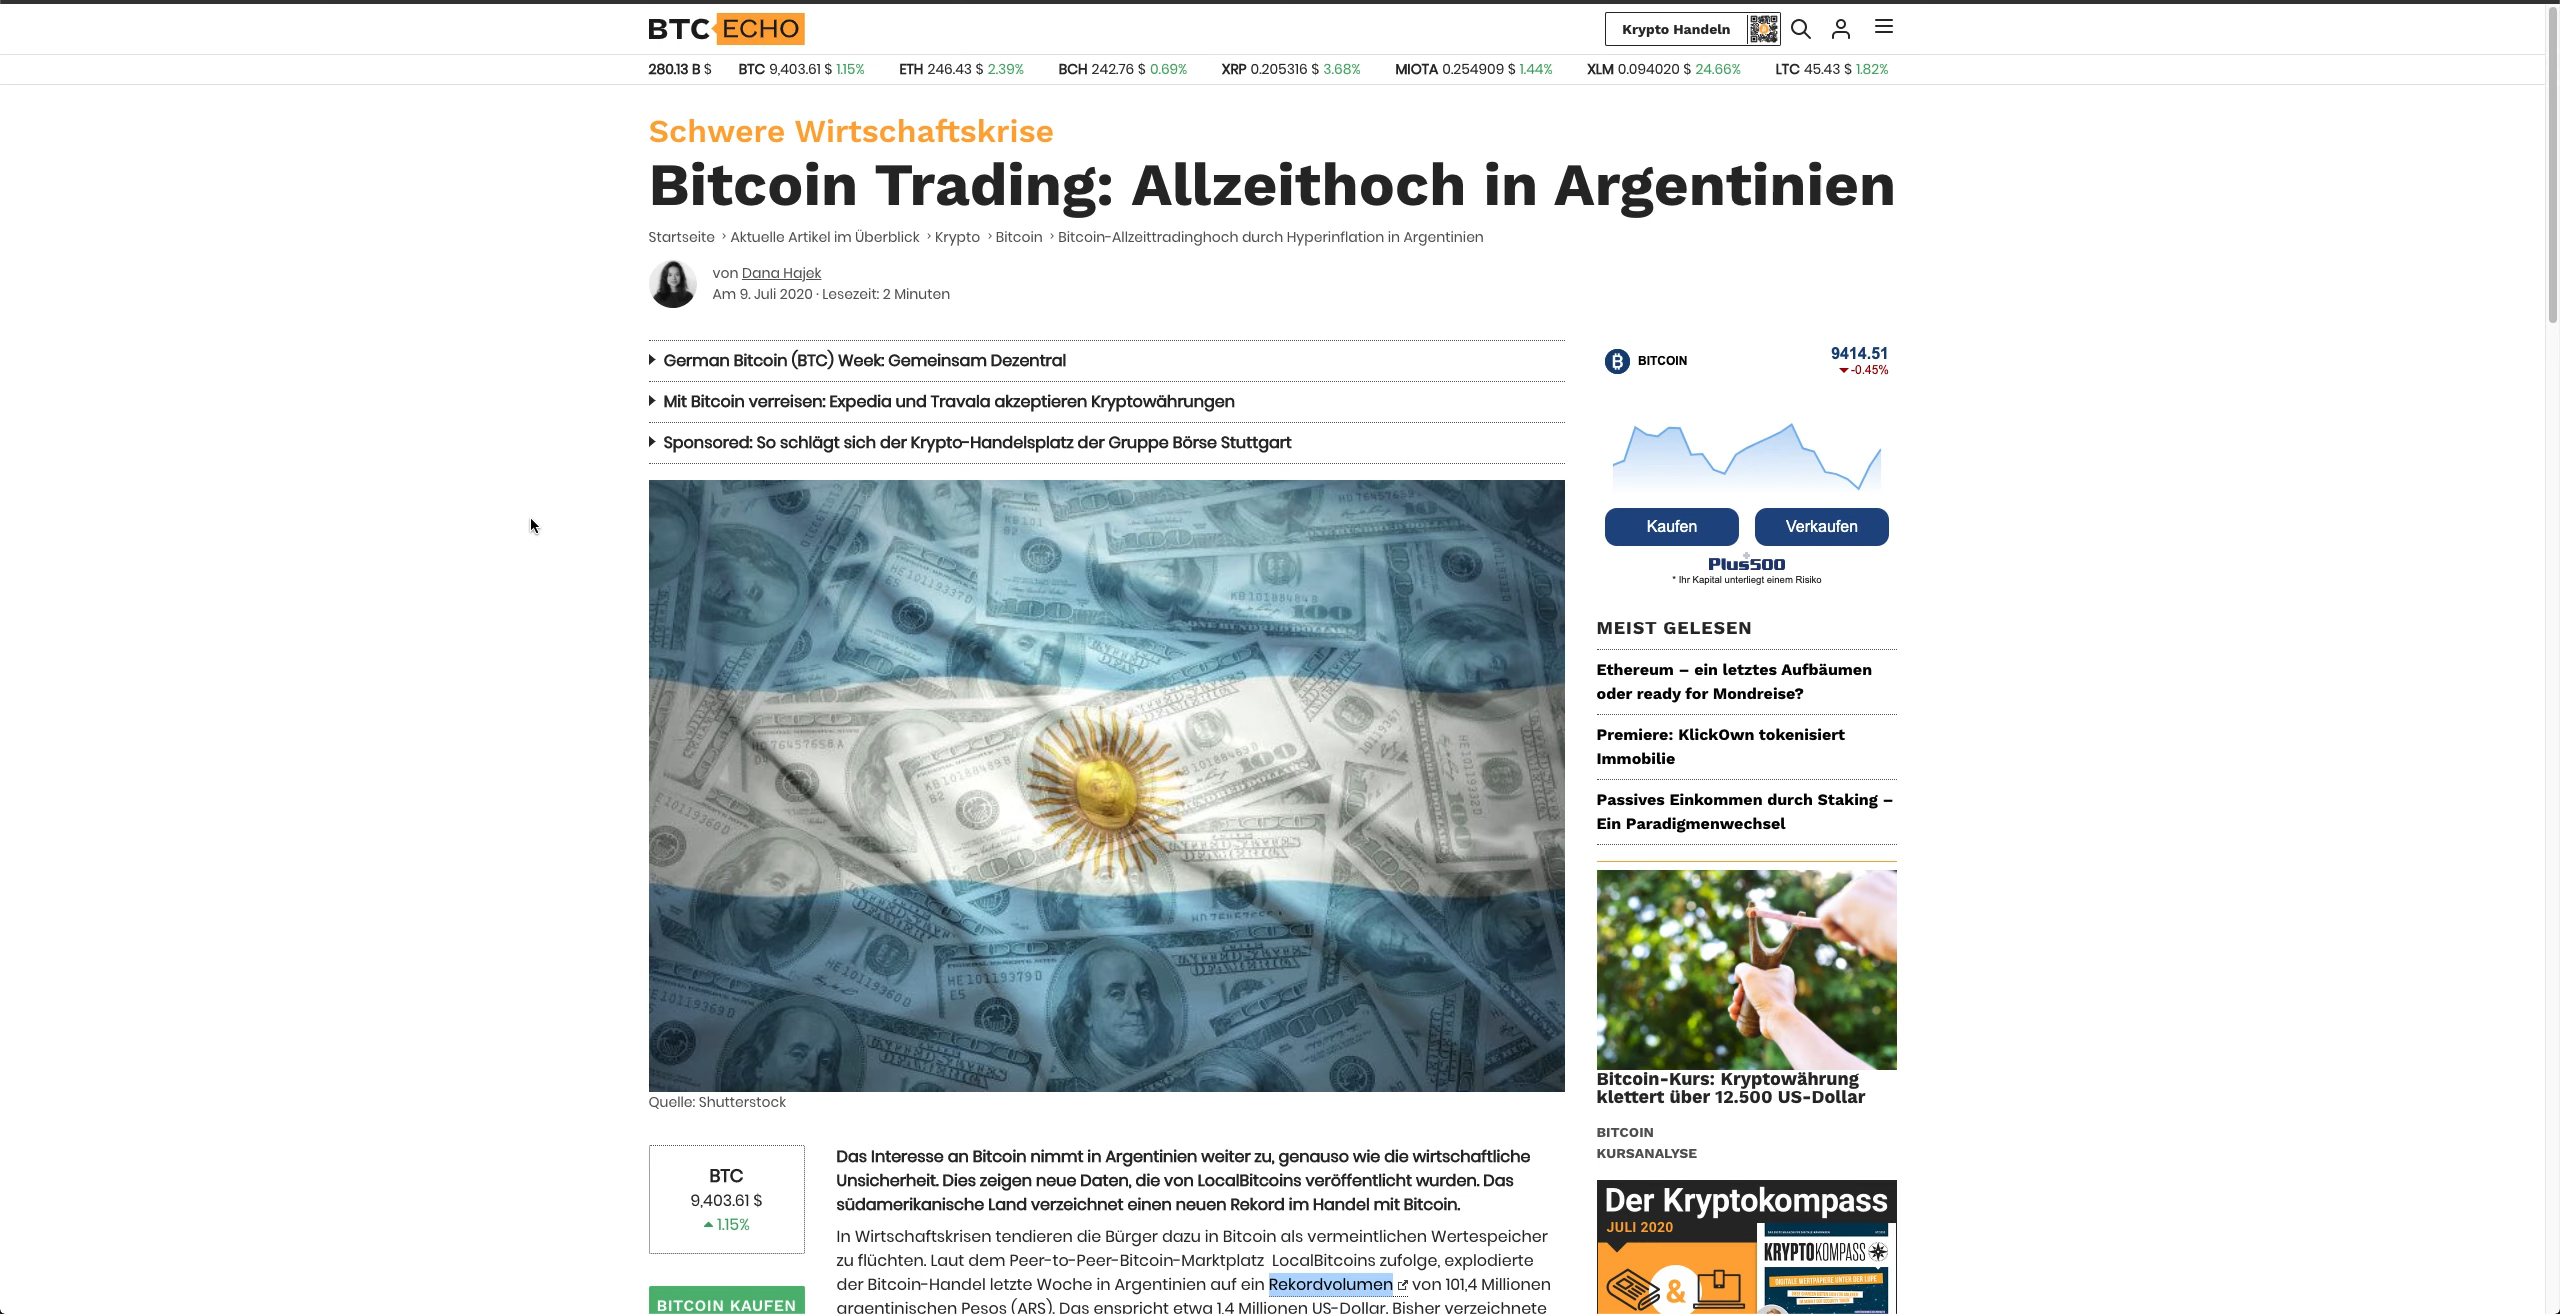 BTC ECHO
Krypto Handeln
280.13 B $ BTC 9,403.61 $ 1.15% ETH 246.43 $ 2.39% BCH 242.76 $ 0.69% XRP 0.205316 $ 3.68% MIOTA 0.254909 $ 1.44% XLM 0.094020 $ 24.66% LTC 45.43 $ 1.82%
Schwere Wirtschaftskrise
Bitcoin Trading: Allzeithoch in Argentinien
Startseite › Aktuelle Artikel im Überblick › Krypto › Bitcoin › Bitcoin-Allzeittradinghoch durch Hyperinflation in Argentinien
von Dana Hajek
Am 9. Juli 2020 · Lesezeit: 2 Minuten
German Bitcoin (BTC) Week: Gemeinsam Dezentral
Mit Bitcoin verreisen: Expedia und Travala akzeptieren Kryptowährungen
Sponsored: So schlägt sich der Krypto-Handelsplatz der Gruppe Börse Stuttgart
Quelle: Shutterstock
BTC
9,403.61 $
1.15%
BITCOIN KAUFEN
Das Interesse an Bitcoin nimmt in Argentinien weiter zu, genauso wie die wirtschaftliche
Unsicherheit. Dies zeigen neue Daten, die von LocalBitcoins veröffentlicht wurden. Das
südamerikanische Land verzeichnet einen neuen Rekord im Handel mit Bitcoin.
In Wirtschaftskrisen tendieren die Bürger dazu in Bitcoin als vermeintlichen Wertespeicher
zu flüchten. Laut dem Peer-to-Peer-Bitcoin-Marktplatz LocalBitcoins zufolge, explodierte
der Bitcoin-Handel letzte Woche in Argentinien auf ein Rekordvolumen von 101,4 Millionen
argentinischen Pesos (ARS). Das enspricht etwa 1,4 Millionen US-Dollar. Bisher verzeichnete
BITCOIN
9414.51
-0.45%
Kaufen
Verkaufen
Plus500
* Ihr Kapital unterliegt einem Risiko
MEIST GELESEN
Ethereum – ein letztes Aufbäumen
oder ready for Mondreise?
Premiere: KlickOwn tokenisiert
Immobilie
Passives Einkommen durch Staking –
Ein Paradigmenwechsel
Bitcoin-Kurs: Kryptowährung
klettert über 12.500 US-Dollar
BITCOIN
KURSANALYSE
Der Kryptokompass
JULI 2020
KRYPTOKOMPASS
DIGITALE WERTPAPIERE UNTER DER LUPE
&